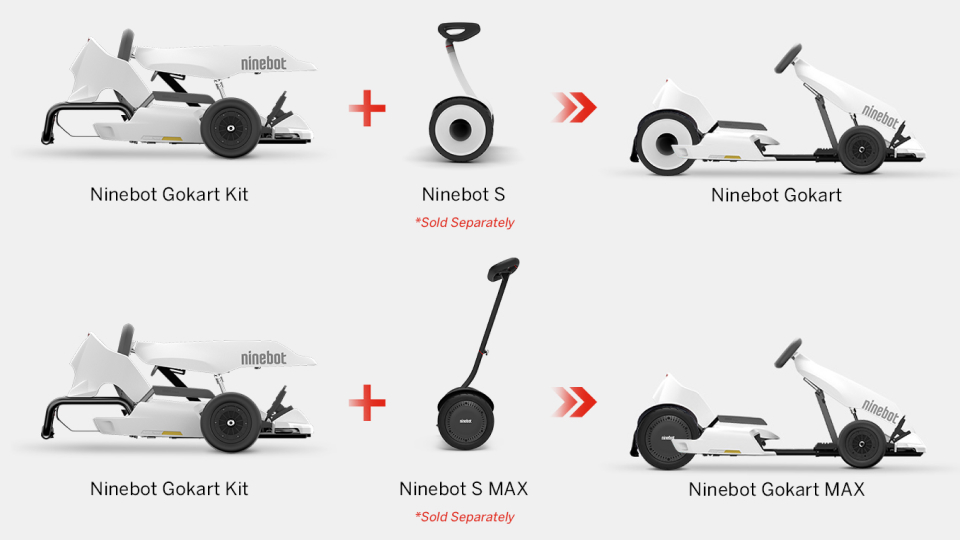 ninebot
ninebot
Ninebot Gokart Kit
Ninebot S
Ninebot Gokart
*Sold Separately
ninebot
ninebot
ninebot
Ninebot Gokart Kit
Ninebot S MAX
Ninebot Gokart MAX
*Sold Separately